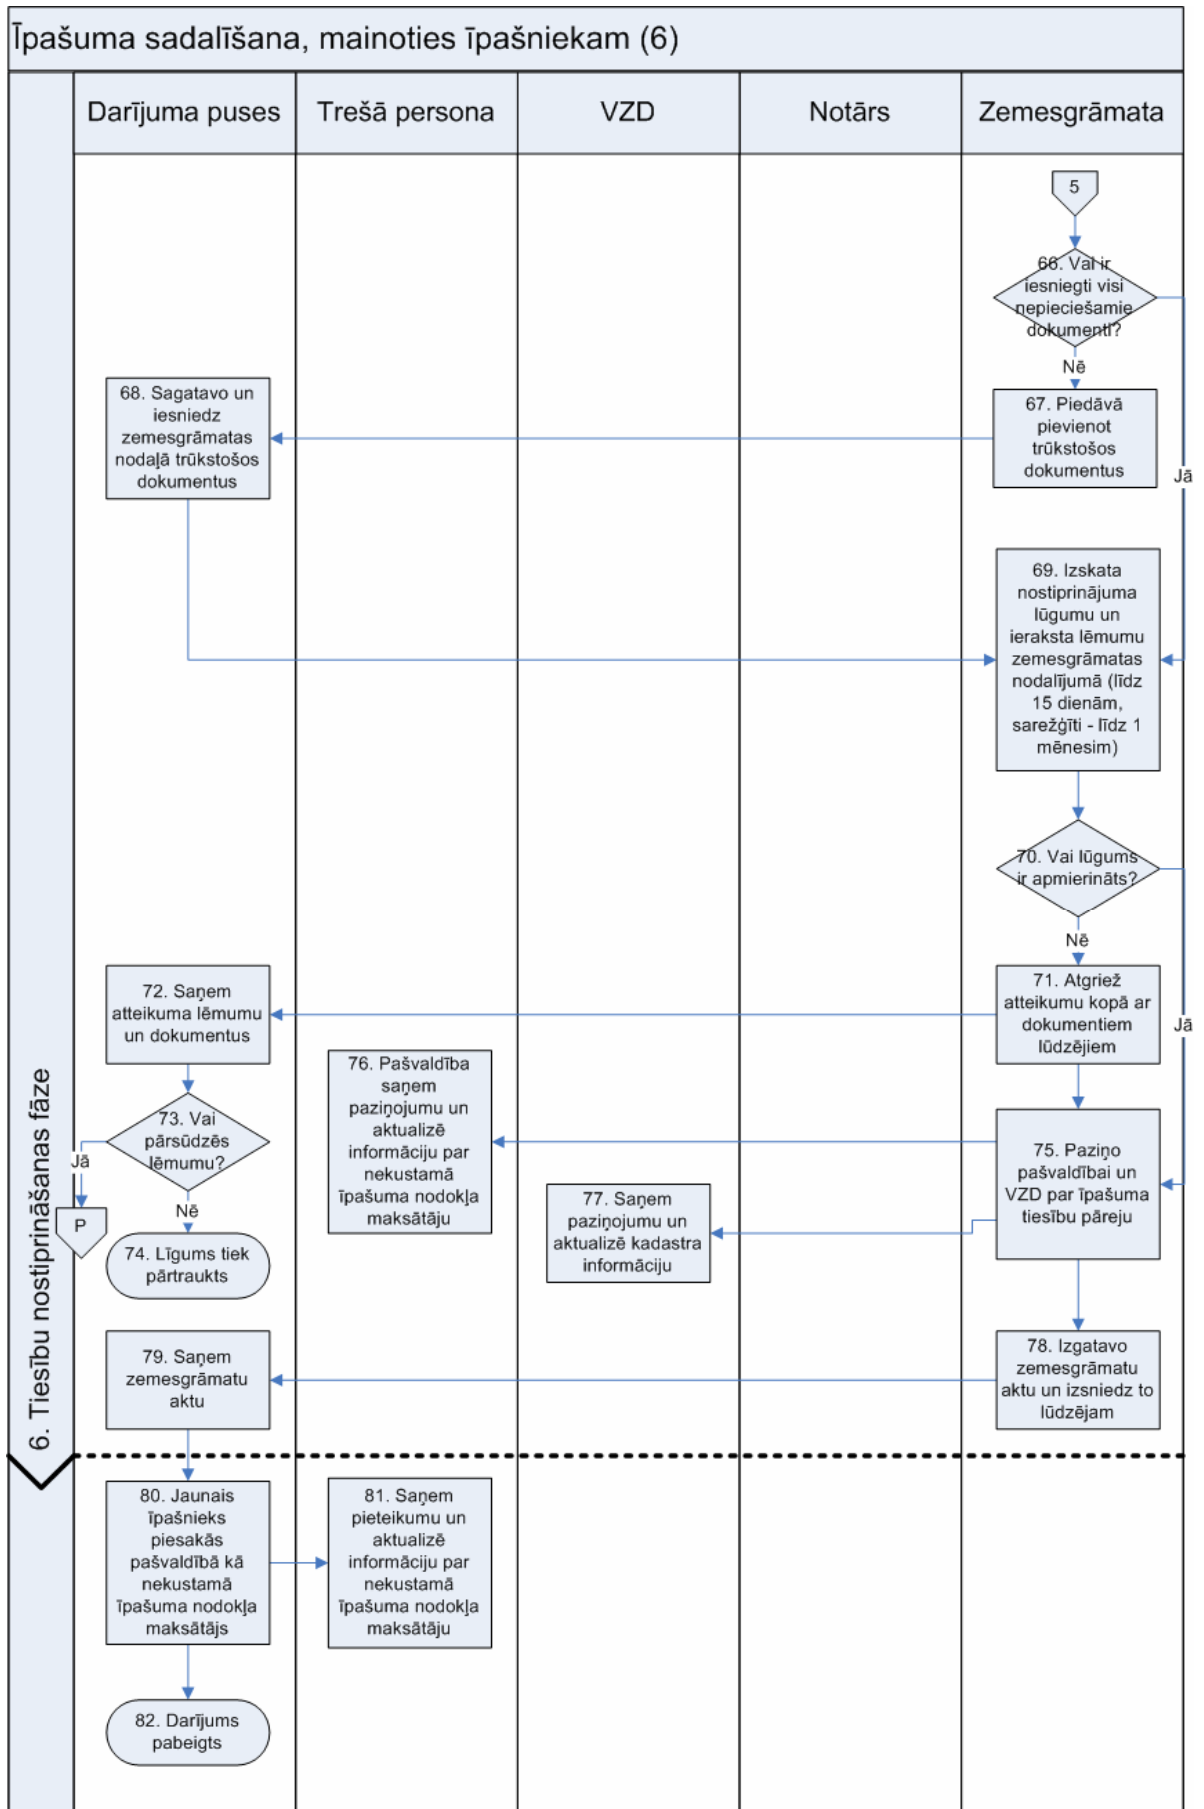 Īpašuma sadalīšana, mainoties īpašniekam (6)
Darījuma puses
Trešā persona
VZD
Notārs
Zemesgrāmata
6. Tiesību nostiprināšanas fāze
5
66. Vai ir
iesniegti visi
nepieciešamie
dokumenti?
Nē
Jā
67. Piedāvā
pievienot
trūkstošos
dokumentus
68. Sagatavo un
iesniedz
zemesgrāmatas
nodaļā trūkstošos
dokumentus
69. Izskata
nostiprinājuma
lūgumu un
ieraksta lēmumu
zemesgrāmatas
nodalījumā (līdz
15 dienām,
sarežģīti - līdz 1
mēnesim)
70. Vai lūgums
ir apmierināts?
Nē
Jā
71. Atgriež
atteikumu kopā ar
dokumentiem
lūdzējiem
72. Saņem
atteikuma lēmumu
un dokumentus
73. Vai
pārsūdzēs
lēmumu?
Jā
P
Nē
74. Līgums tiek
pārtraukts
75. Paziņo
pašvaldībai un
VZD par īpašuma
tiesību pāreju
76. Pašvaldība
saņem
paziņojumu un
aktualizē
informāciju par
nekustamā
īpašuma nodokļa
maksātāju
77. Saņem
paziņojumu un
aktualizē kadastra
informāciju
78. Izgatavo
zemesgrāmatu
aktu un izsniedz to
lūdzējam
79. Saņem
zemesgrāmatu
aktu
80. Jaunais
īpašnieks
piesakās
pašvaldībā kā
nekustamā
īpašuma nodokļa
maksātājs
81. Saņem
pieteikumu un
aktualizē
informāciju par
nekustamā
īpašuma nodokļa
maksātāju
82. Darījums
pabeigts